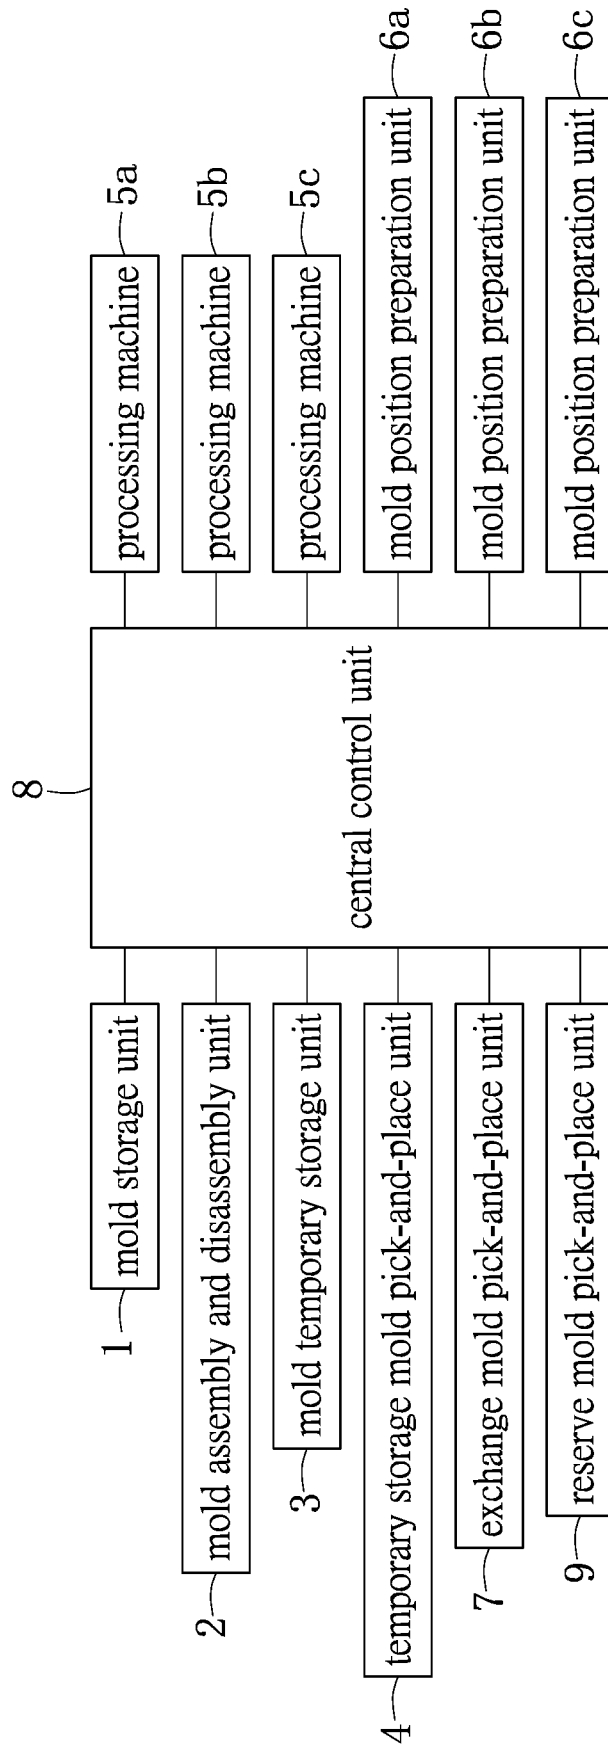 8
1 mold storage unit
2 mold assembly and disassembly unit
3 mold temporary storage unit
4 temporary storage mold pick-and-place unit
7 exchange mold pick-and-place unit
9 reserve mold pick-and-place unit
central control unit
processing machine 5a
processing machine 5b
processing machine 5c
mold position preparation unit 6a
mold position preparation unit 6b
mold position preparation unit 6c